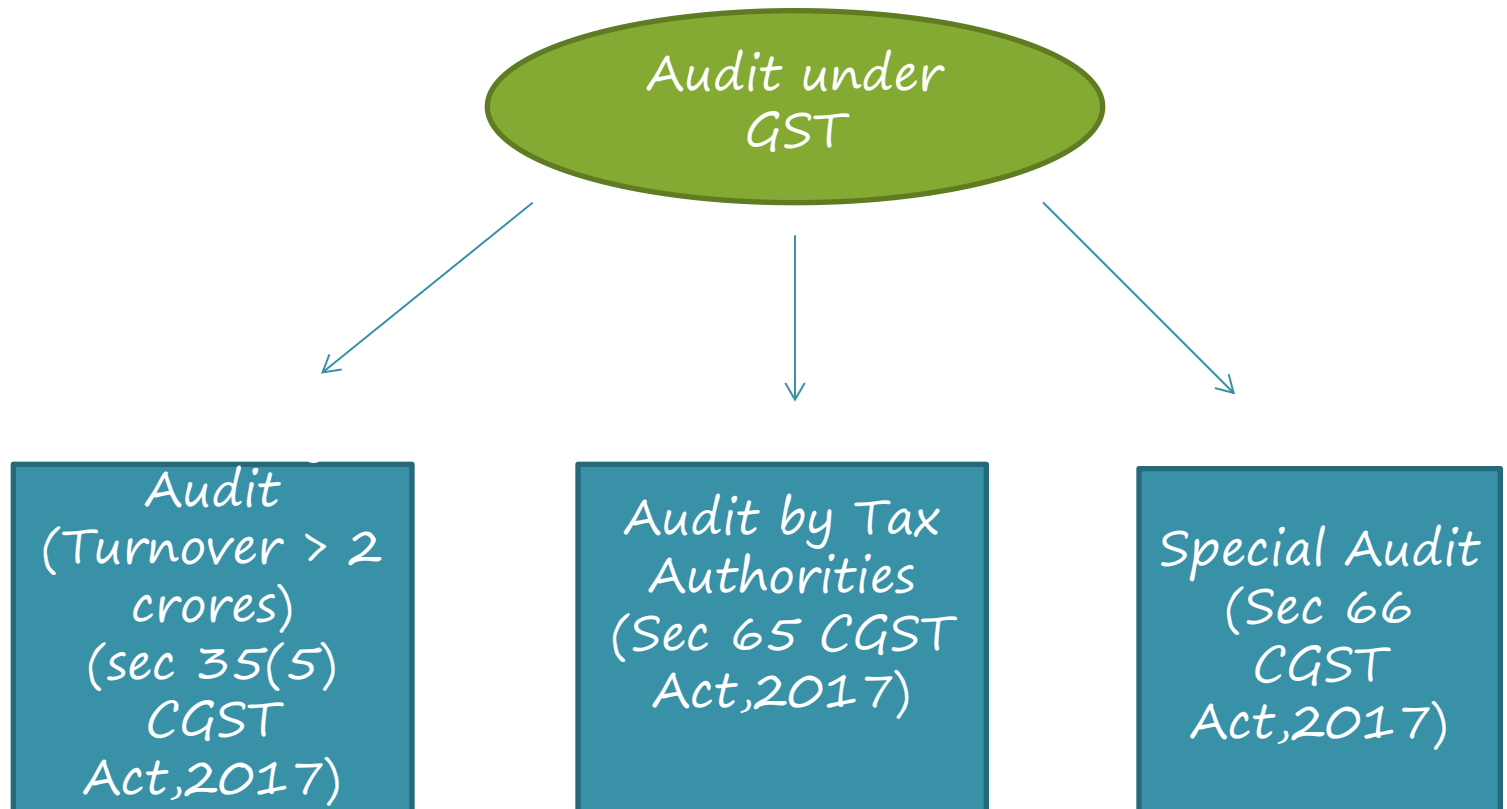 Audit under
GST
Audit
(Turnover > 2
crores)
(sec 35(5)
CGST
Act,2017)
Audit by Tax
Authorities
(Sec 65 CGST
Act,2017)
Special Audit
(Sec 66
CGST
Act,2017)